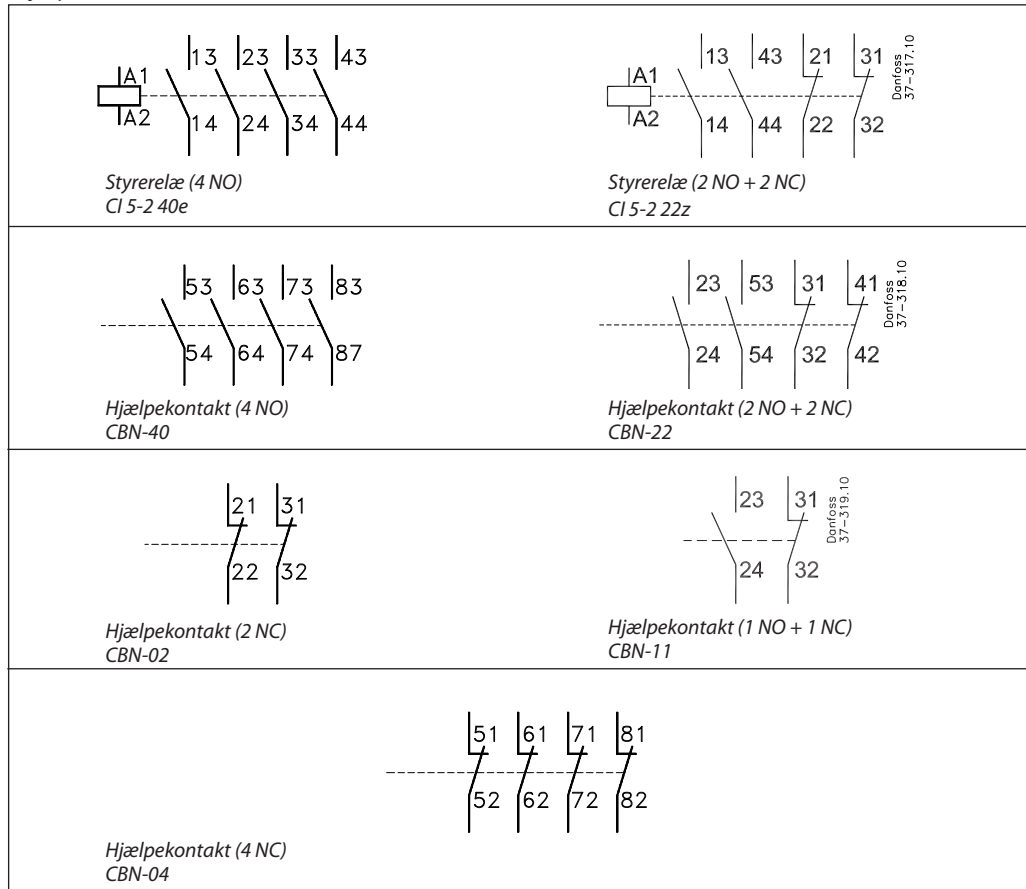 13 23 33 43
A1
A2
14 24 34 44
Styrerelæ (4 NO)
CI 5-2 40e
13 43 21 31
A1
A2
14 44 22 32
Danfoss
37-317.10
Styrerelæ (2 NO + 2 NC)
CI 5-2 22z
53 63 73 83
54 64 74 87
Hjælpekontakt (4 NO)
CBN-40
23 53 31 41
24 54 32 42
Danfoss
37-318.10
Hjælpekontakt (2 NO + 2 NC)
CBN-22
21 31
22 32
Hjælpekontakt (2 NC)
CBN-02
23 31
24 32
Danfoss
37-319.10
Hjælpekontakt (1 NO + 1 NC)
CBN-11
51 61 71 81
52 62 72 82
Hjælpekontakt (4 NC)
CBN-04